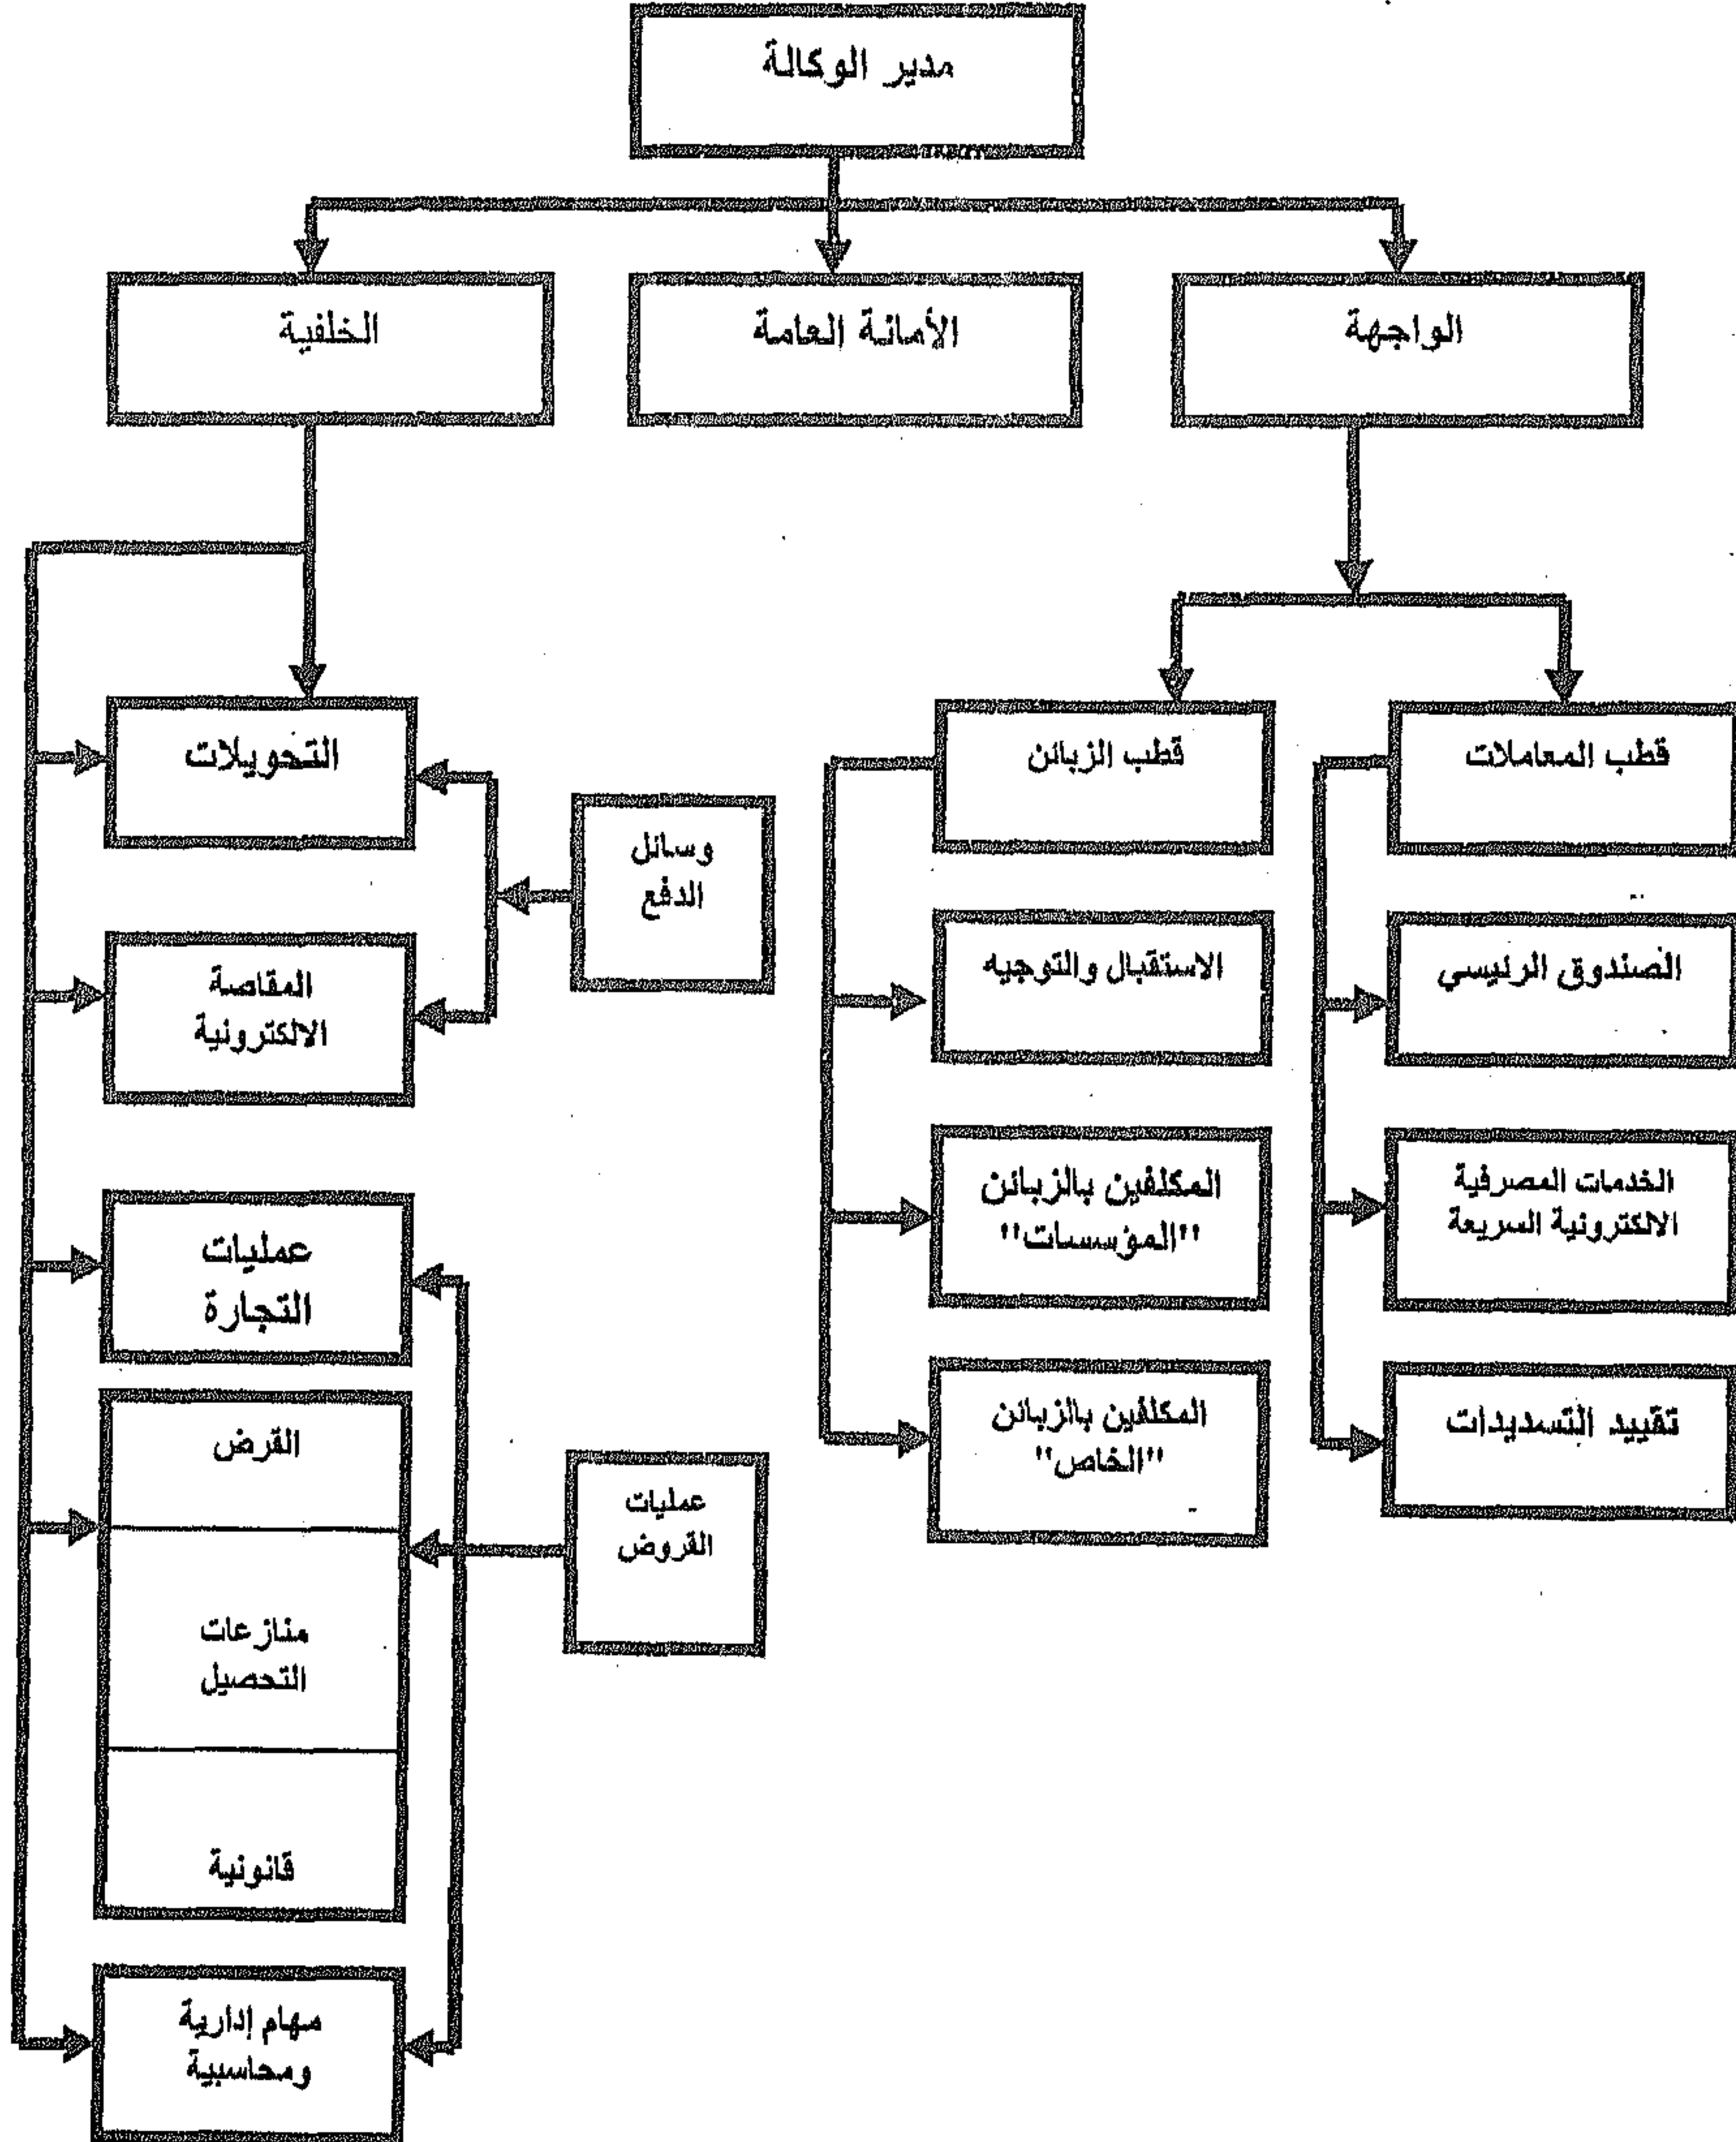 مدير الوكالة
الواجهة
الأمانة العامة
الخلفية
قطب المعاملات
الصندوق الرئيسي
الخدمات المصرفية
الالكترونية السريعة
تقييد التسديدات
قطب الزبائن
الاستقبال والتوجيه
المكلفين بالزبائن
"المؤسسات"
المكلفين بالزبائن
"الخاص"
وسائل
الدفع
عمليات
القروض
التحويلات
المقاصة
الالكترونية
عمليات
التجارة
القرض
منازعات
التحصيل
قانونية
مهام إدارية
ومحاسبية